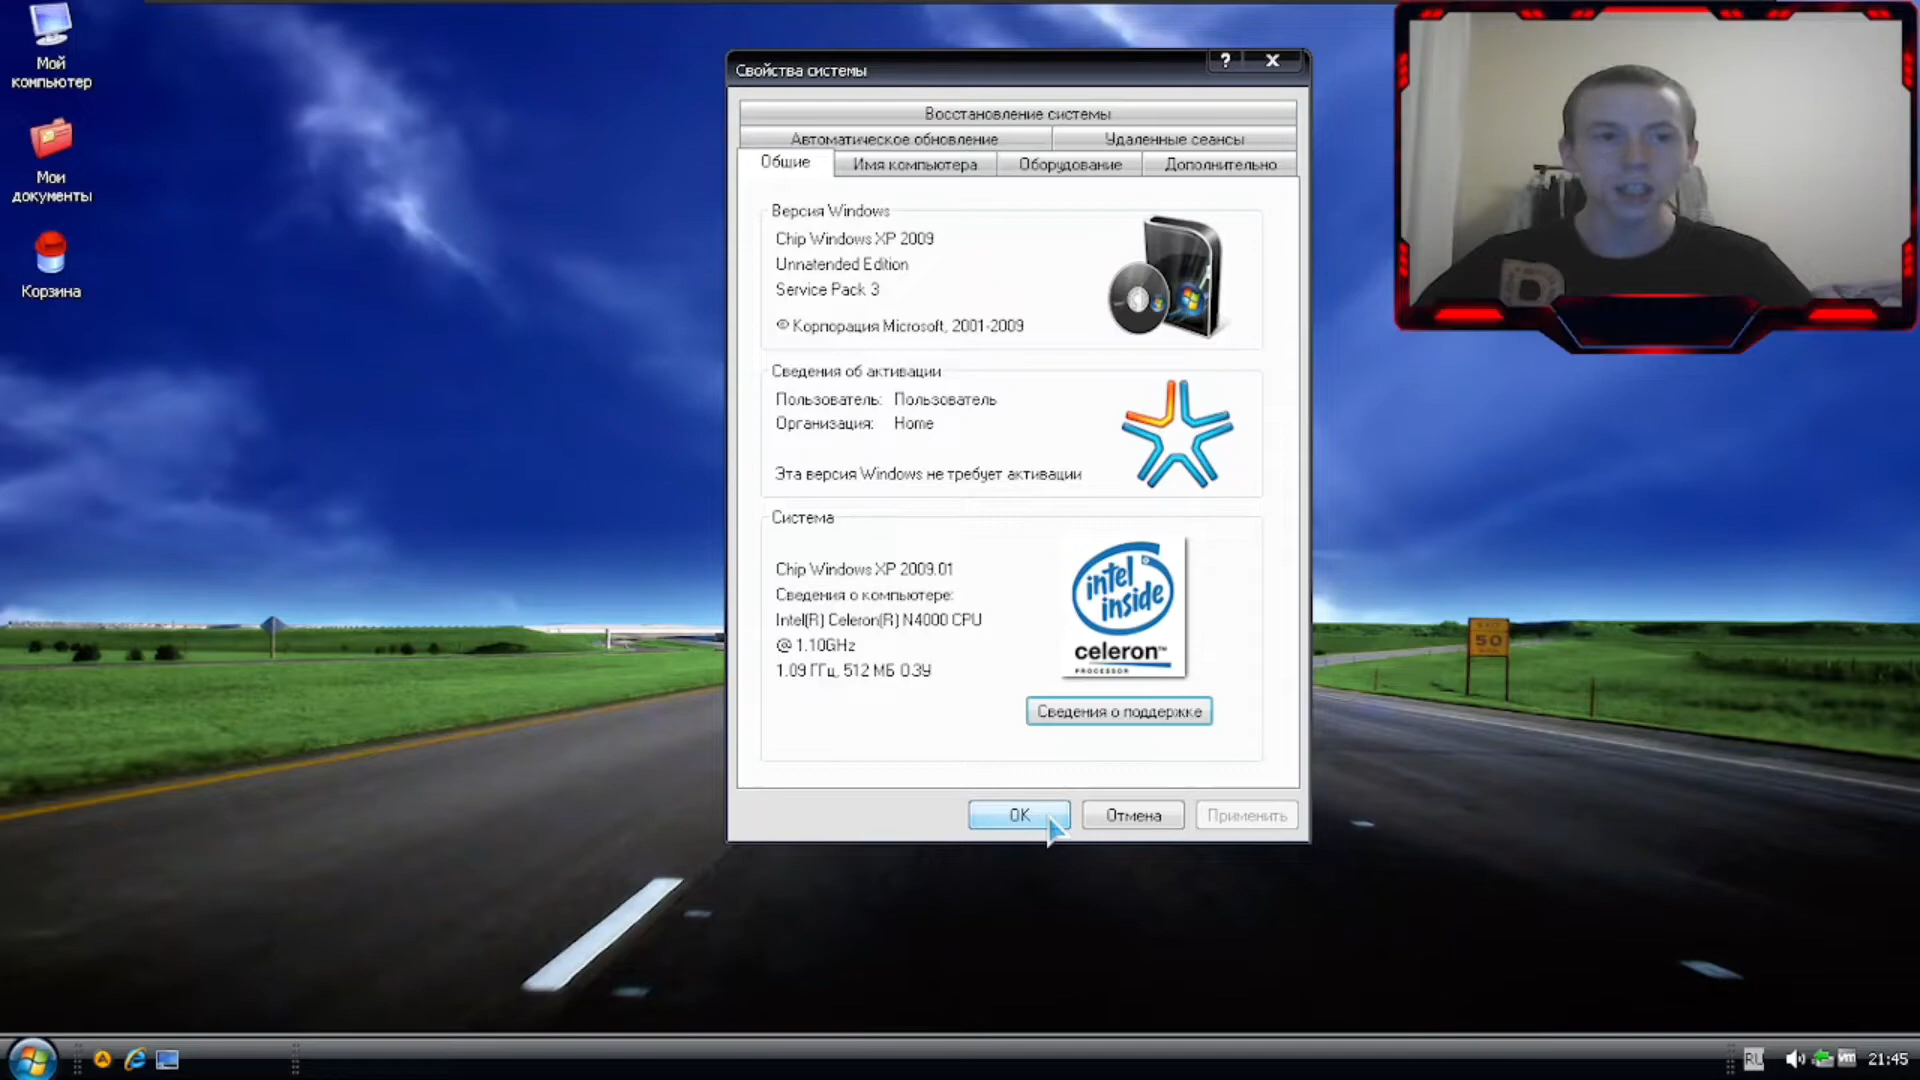 Мой
компьютер
Мои
документы
Корзина
Свойства системы
?
X
Восстановление системы
Автоматическое обновление
Удаленные сеансы
Общие
Имя компьютера
Оборудование
Дополнительно
Версия Windows
Chip Windows XP 2009
Unnatended Edition
Service Pack 3
© Корпорация Microsoft, 2001-2009
Сведения об активации
Пользователь: Пользователь
Организация: Home
Эта версия Windows не требует активации
Система
Chip Windows XP 2009.01
Сведения о компьютере:
Intel(R) Celeron(R) N4000 CPU
@ 1.10GHz
1.09 ГГц, 512 МБ ОЗУ
intel
inside
celeron™
PROCESSOR
Сведения о поддержке
OK
Отмена
Применить
EXIT
50
D
RU
vm
21:45